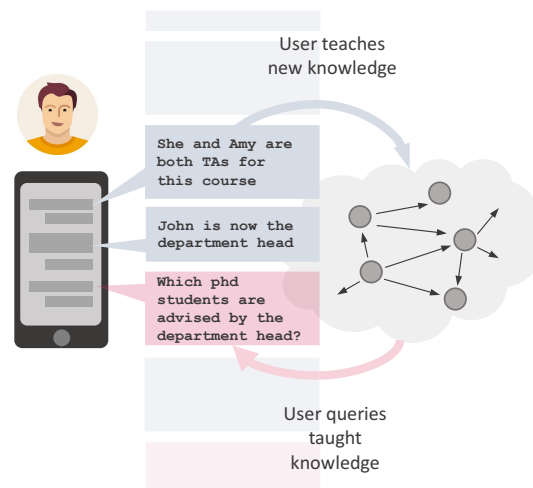 User teaches
new knowledge
She and Amy are
both TAs for
this course
John is now the
department head
Which phd
students are
advised by the
department head?
User queries
taught
knowledge